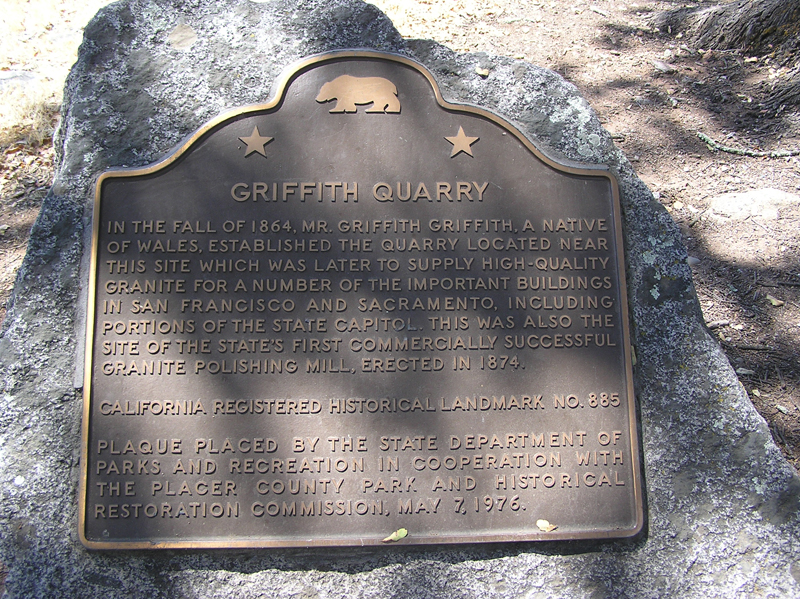 GRIFFITH QUARRY
IN THE FALL OF 1864, MR. GRIFFITH GRIFFITH, A NATIVE
OF WALES, ESTABLISHED THE QUARRY LOCATED NEAR
THIS SITE WHICH WAS LATER TO SUPPLY HIGH-QUALITY
GRANITE FOR A NUMBER OF THE IMPORTANT BUILDINGS
IN SAN FRANCISCO AND SACRAMENTO, INCLUDING
PORTIONS OF THE STATE CAPITOL. THIS WAS ALSO THE
SITE OF THE STATE'S FIRST COMMERCIALLY SUCCESSFUL
GRANITE POLISHING MILL, ERECTED IN 1874.
CALIFORNIA REGISTERED HISTORICAL LANDMARK NO. 885
PLAQUE PLACED BY THE STATE DEPARTMENT OF
PARKS AND RECREATION IN COOPERATION WITH
THE PLACER COUNTY PARK AND HISTORICAL
RESTORATION COMMISSION, MAY 7, 1976.